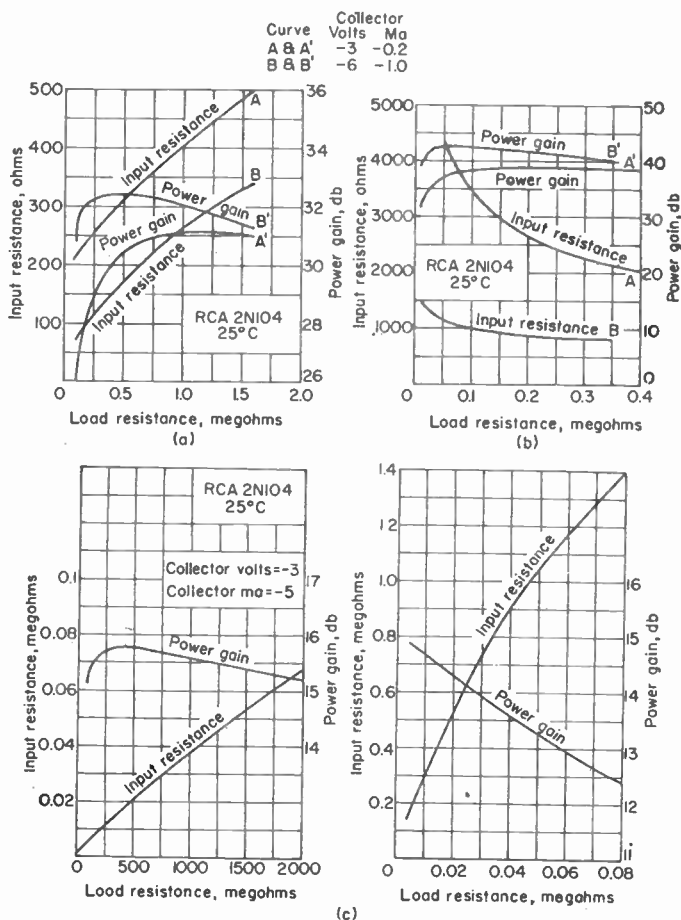 Collector
Curve Volts Ma
A & A' -3 -0.2
B & B' -6 -1.0
500
400
300
200
100
0
Input resistance, ohms
36
34
33
31
30
28
26
Power gain, db
Input resistance
A
B
Power gain
B'
Power gain
A'
Input resistance
RCA 2N104
25°C
0 0.5 1.0 1.5 2.0
Load resistance, megohms
(a)
5000
4000
3000
2000
1000
0
Input resistance, ohms
50
40
30
20
10
0
Power gain, db
Power gain
B'
A'
Power gain
Input resistance
A
RCA 2N104
25°C
Input resistance B
0 0.1 0.2 0.3 0.4
Load resistance, megohms
(b)
RCA 2N104
25°C
Collector volts=-3
Collector ma=-5
0.1
0.08
0.06
0.04
0.02
0
Input resistance, megohms
17
16
15
14
Power gain, db
Power gain
Input resistance
0 500 1000 1500 2000
Load resistance, megohms
1.4
1.2
1.0
0.8
0.6
0.4
0.2
Input resistance, megohms
16
15
14
13
12
11
Power gain, db
Input resistance
Power gain
0 0.02 0.04 0.06 0.08
Load resistance, megohms
(c)